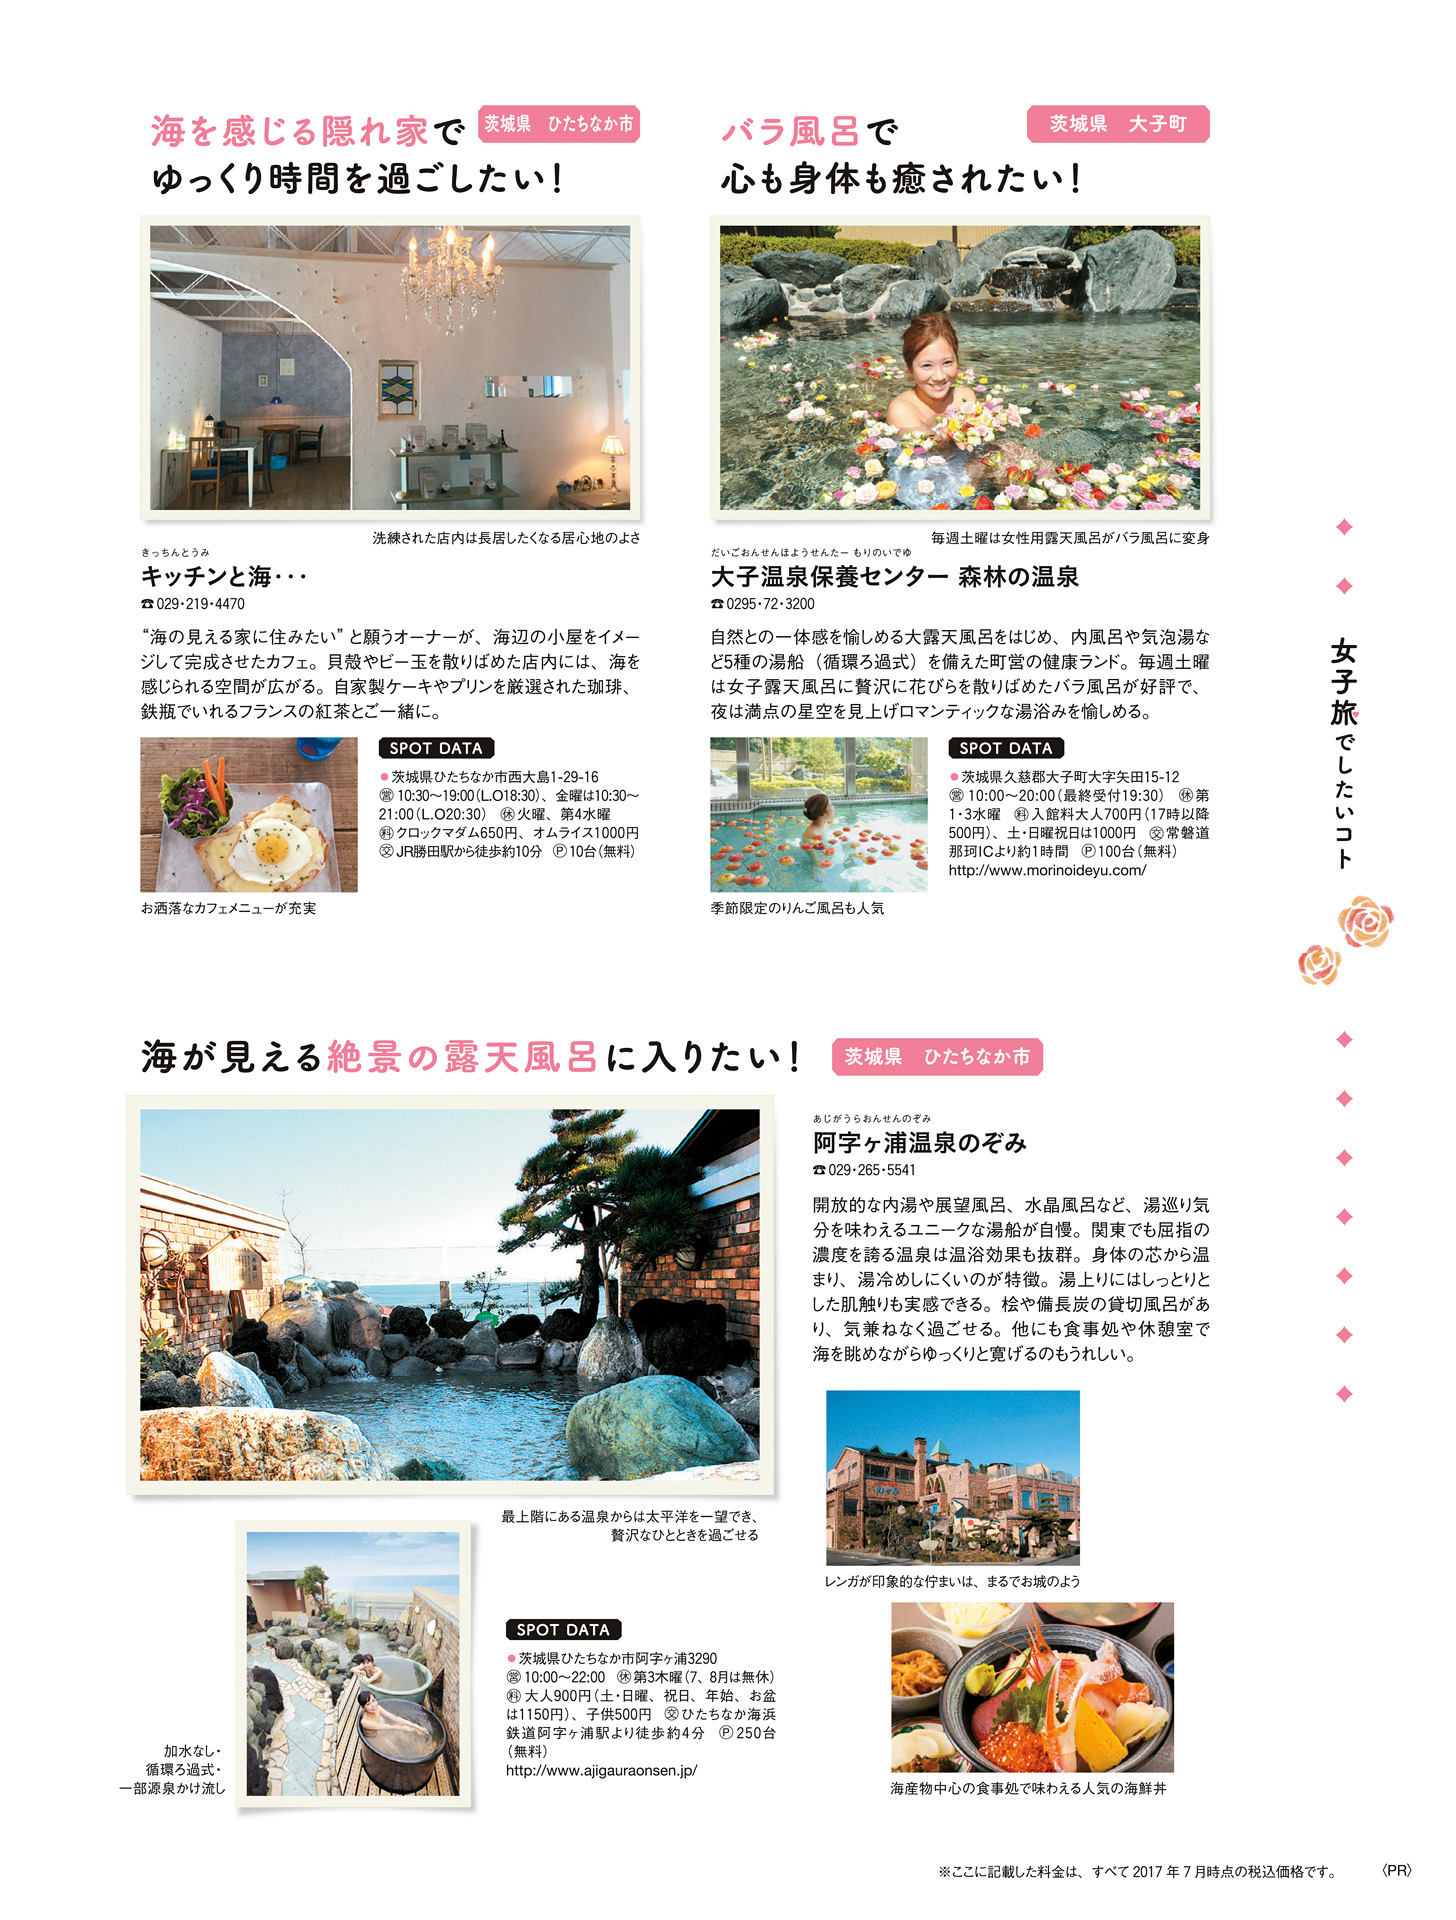 海を感じる隠れ家で
ゆっくり時間を過ごしたい！
茨城県　ひたちなか市
洗練された店内は長居したくなる居心地のよさ
きっちんとうみ
キッチンと海･･･
☎029･219･4470
“海の見える家に住みたい”と願うオーナーが、海辺の小屋をイメー
ジして完成させたカフェ。貝殻やビー玉を散りばめた店内には、海を
感じられる空間が広がる。自家製ケーキやプリンを厳選された珈琲、
鉄瓶でいれるフランスの紅茶とご一緒に。
お洒落なカフェメニューが充実
SPOT DATA
●茨城県ひたちなか市西大島1-29-16
㊂営 10:30〜19:00（L.O18:30）、金曜は10:30〜
21:00（L.O20:30）　休火曜、第4水曜
料クロックマダム650円、オムライス1000円
交JR勝田駅から徒歩約10分　Ⓟ10台（無料）
バラ風呂で
心も身体も癒されたい！
茨城県　大子町
毎週土曜は女性用露天風呂がバラ風呂に変身
だいごおんせんほようせんたー もりのいでゆ
大子温泉保養センター 森林の温泉
☎0295･72･3200
自然との一体感を愉しめる大露天風呂をはじめ、内風呂や気泡湯な
ど5種の湯船（循環ろ過式）を備えた町営の健康ランド。毎週土曜
は女子露天風呂に贅沢に花びらを散りばめたバラ風呂が好評で、
夜は満点の星空を見上げロマンティックな湯浴みを愉しめる。
季節限定のりんご風呂も人気
SPOT DATA
●茨城県久慈郡大子町大字矢田15-12
営 10:00〜20:00（最終受付19:30）　休第
1･3水曜　料入館料大人700円（17時以降
500円）、土･日曜祝日は1000円　交常磐道
那珂ICより約1時間　Ⓟ100台（無料）
http://www.morinoideyu.com/
女子旅でしたいコト
海が見える絶景の露天風呂に入りたい！
茨城県　ひたちなか市
最上階にある温泉からは太平洋を一望でき、
贅沢なひとときを過ごせる
あじがうらおんせんのぞみ
阿字ヶ浦温泉のぞみ
☎029･265･5541
開放的な内湯や展望風呂、水晶風呂など、湯巡り気
分を味わえるユニークな湯船が自慢。関東でも屈指の
濃度を誇る温泉は温浴効果も抜群。身体の芯から温
まり、湯冷めしにくいのが特徴。湯上りにはしっとりと
した肌触りも実感できる。桧や備長炭の貸切風呂があ
り、気兼ねなく過ごせる。他にも食事処や休憩室で
海を眺めながらゆっくりと寛げるのもうれしい。
のぞみ
レンガが印象的な佇まいは、まるでお城のよう
加水なし・
循環ろ過式・
一部源泉かけ流し
SPOT DATA
●茨城県ひたちなか市阿字ヶ浦3290
営 10:00〜22:00　休第3木曜（7、8月は無休）
料 大人900円（土･日曜、祝日、年始、お盆
は1150円）、子供500円　交ひたちなか海浜
鉄道阿字ヶ浦駅より徒歩約4分　Ⓟ250台
（無料）
http://www.ajigauraonsen.jp/
海産物中心の食事処で味わえる人気の海鮮丼
※ここに記載した料金は、すべて2017年7月時点の税込価格です。
〈PR〉